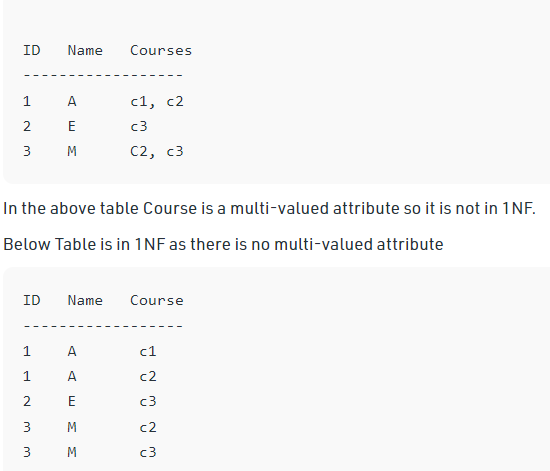 ID Name Courses
------------------
1 A c1, c2
2 E c3
3 M C2, c3
In the above table Course is a multi-valued attribute so it is not in 1NF.
Below Table is in 1NF as there is no multi-valued attribute
ID Name Course
------------------
1 A c1
1 A c2
2 E c3
3 M c2
3 M c3